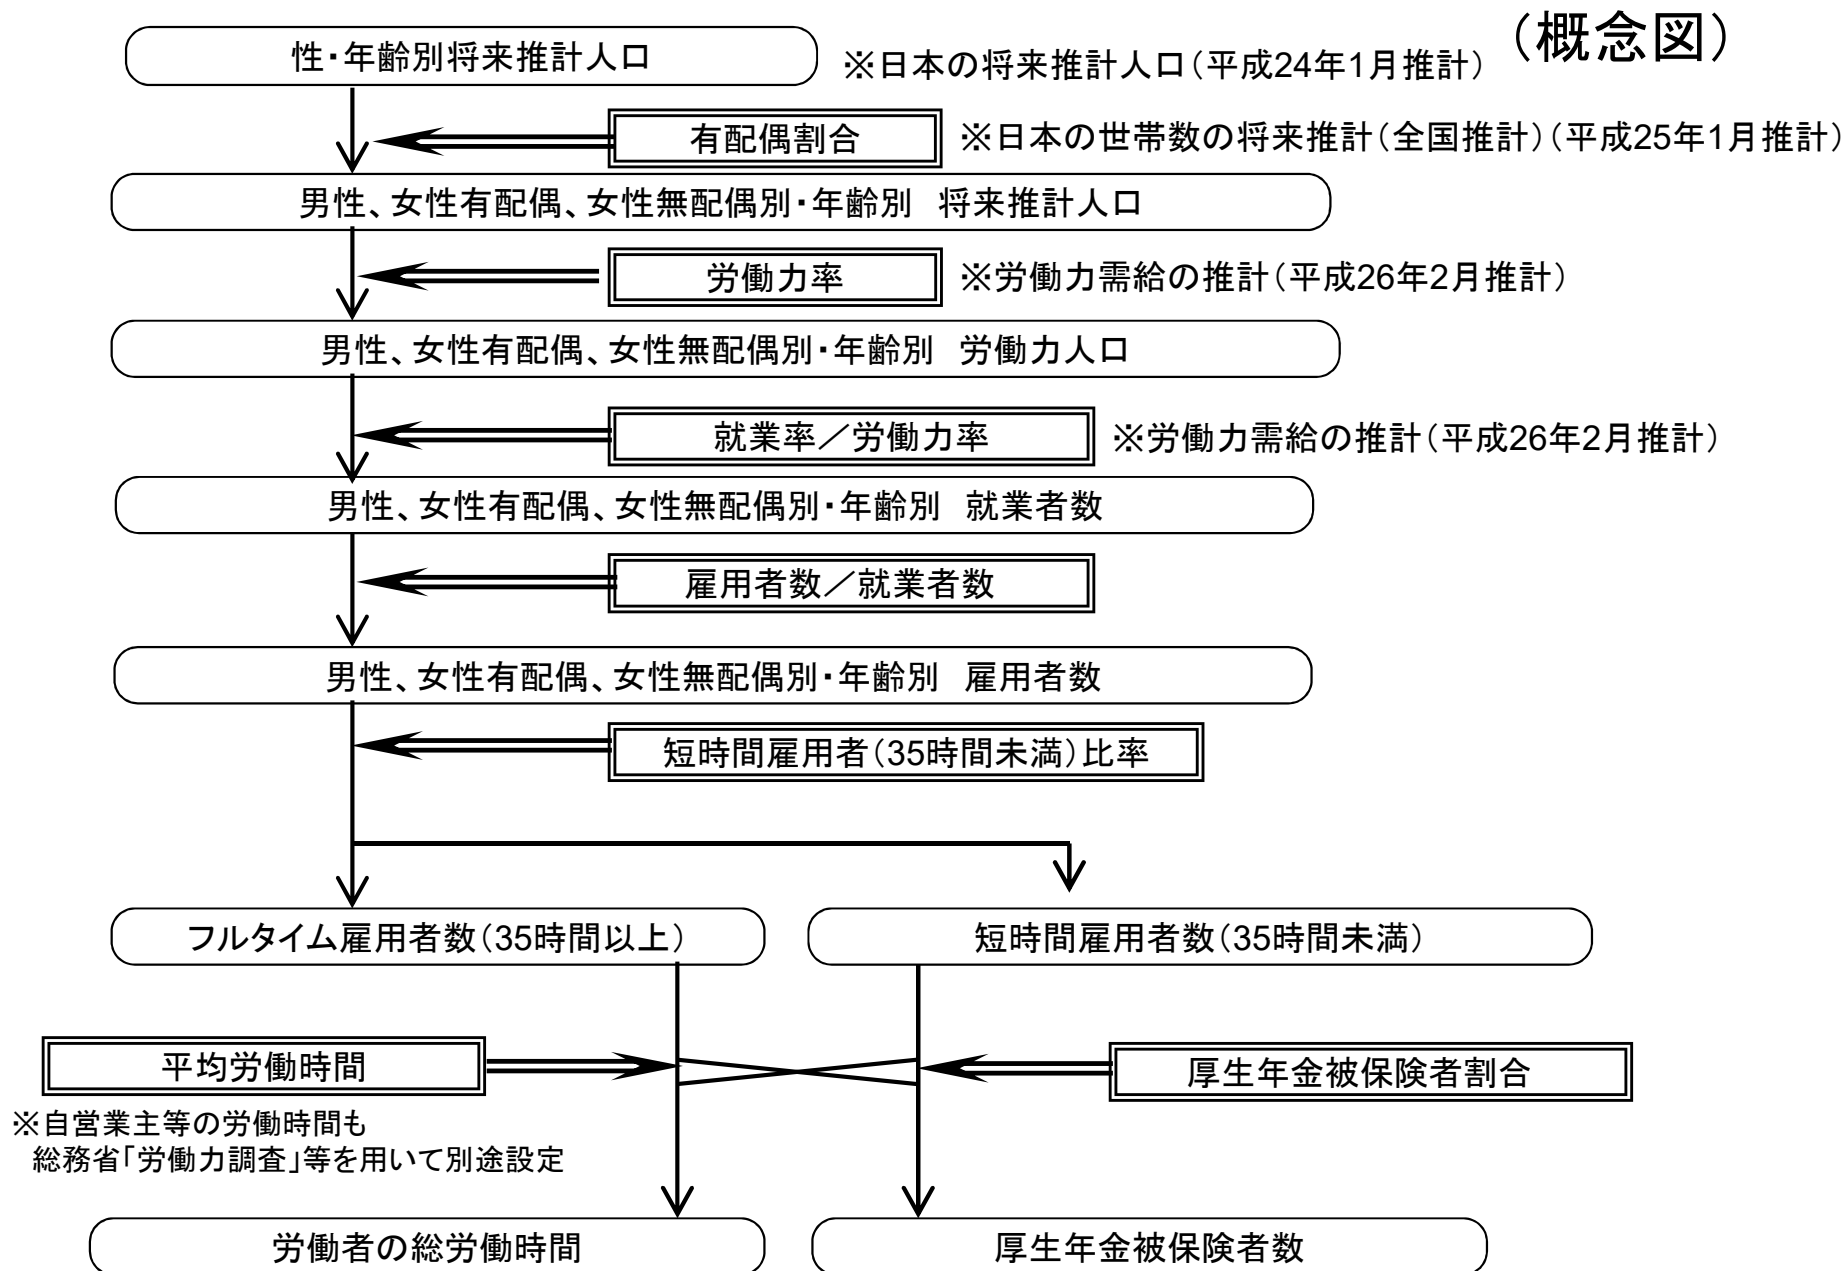 (概念図)
性・年齢別将来推計人口
※日本の将来推計人口(平成24年1月推計)
有配偶割合
※日本の世帯数の将来推計(全国推計)(平成25年1月推計)
男性、女性有配偶、女性無配偶別・年齢別 将来推計人口
労働力率
※労働力需給の推計(平成26年2月推計)
男性、女性有配偶、女性無配偶別・年齢別 労働力人口
就業率/労働力率
※労働力需給の推計(平成26年2月推計)
男性、女性有配偶、女性無配偶別・年齢別 就業者数
雇用者数/就業者数
男性、女性有配偶、女性無配偶別・年齢別 雇用者数
短時間雇用者(35時間未満)比率
フルタイム雇用者数(35時間以上)
短時間雇用者数(35時間未満)
平均労働時間
厚生年金被保険者割合
※自営業主等の労働時間も
総務省「労働力調査」等を用いて別途設定
労働者の総労働時間
厚生年金被保険者数